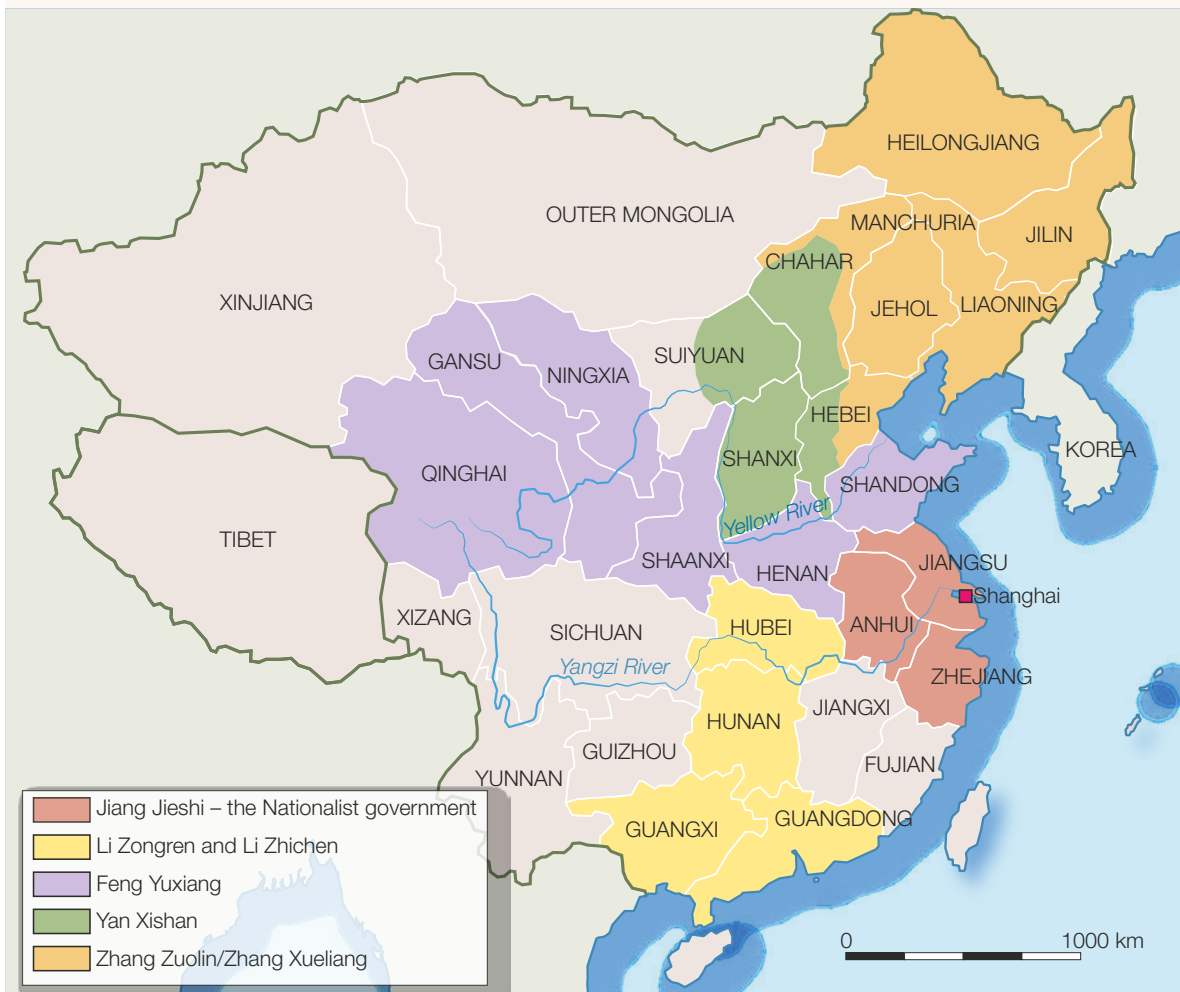 HEILONGJIANG
MANCHURIA
JILIN
OUTER MONGOLIA
CHAHAR
XINJIANG
JEHOL
LIAONING
GANSU
NINGXIA
SUIYUAN
HEBEI
KOREA
QINGHAI
SHANXI
SHANDONG
Yellow River
TIBET
SHAANXI
HENAN
JIANGSU
Shanghai
XIZANG
SICHUAN
HUBEI
ANHUI
Yangzi River
ZHEJIANG
HUNAN
JIANGXI
GUIZHOU
FUJIAN
YUNNAN
GUANGXI
GUANGDONG
Jiang Jieshi – the Nationalist government
Li Zongren and Li Zhichen
Feng Yuxiang
Yan Xishan
Zhang Zuolin/Zhang Xueliang
0 1000 km